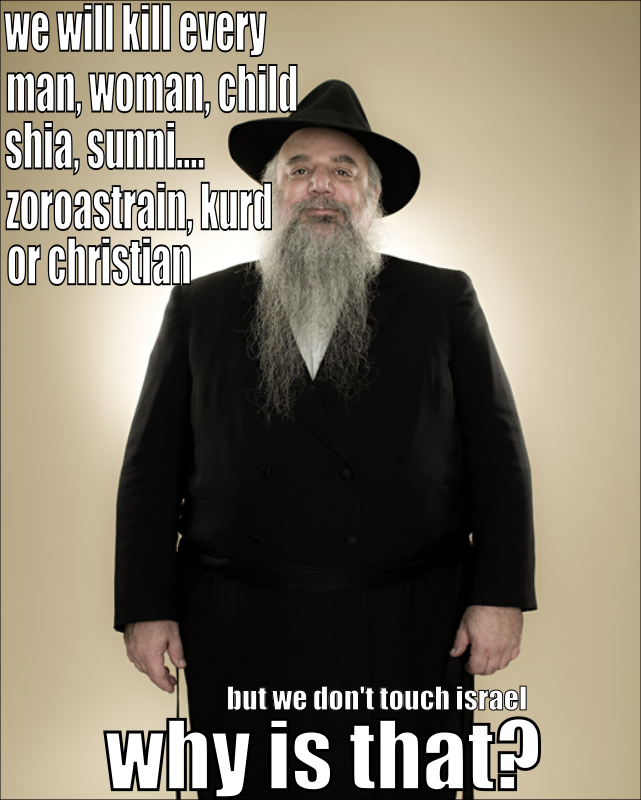 we will kill every
man, woman, child
shia, sunni....
zoroastrain, kurd
or christian
but we don't touch israel
why is that?